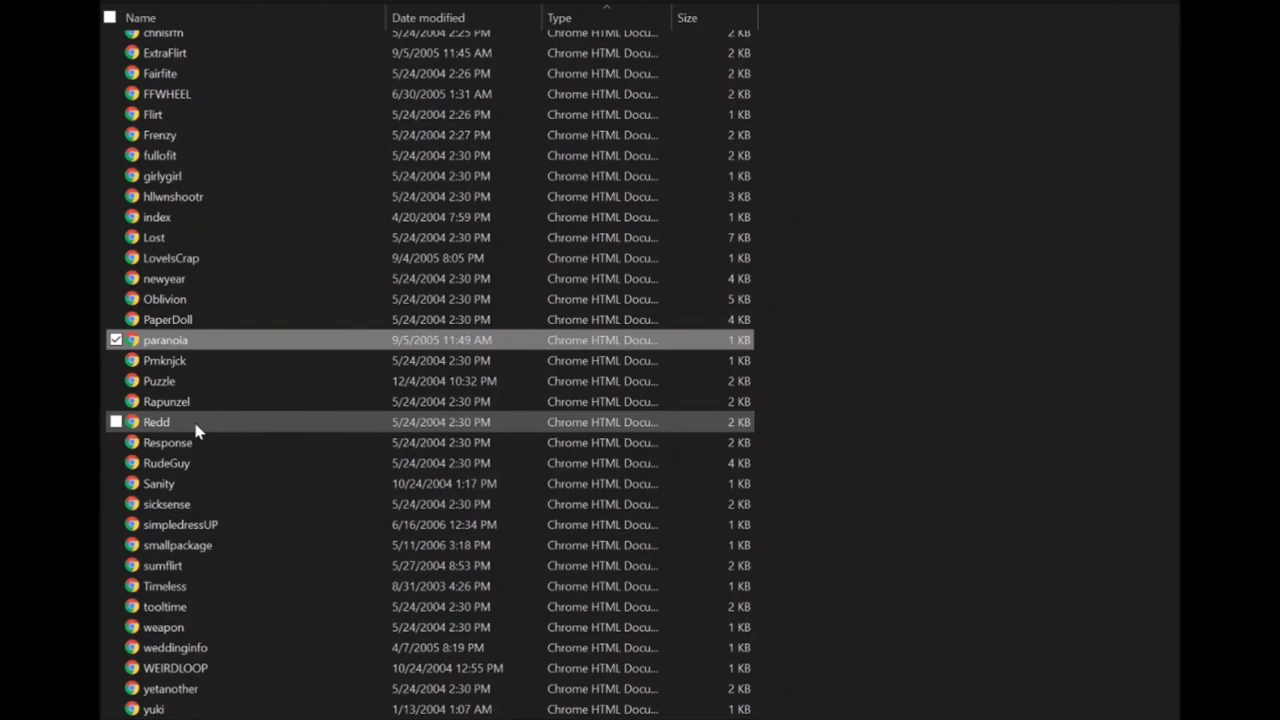 Name Date modified Type Size
chrisrfn 5/24/2004 2:25 PM Chrome HTML Docu... 2 KB
ExtraFlirt 9/5/2005 11:45 AM Chrome HTML Docu... 2 KB
Fairfite 5/24/2004 2:26 PM Chrome HTML Docu... 2 KB
FFWHEEL 6/30/2005 1:31 AM Chrome HTML Docu... 2 KB
Flirt 5/24/2004 2:26 PM Chrome HTML Docu... 1 KB
Frenzy 5/24/2004 2:27 PM Chrome HTML Docu... 2 KB
fullofit 5/24/2004 2:30 PM Chrome HTML Docu... 2 KB
girlygirl 5/24/2004 2:30 PM Chrome HTML Docu... 1 KB
hllwnshootr 5/24/2004 2:30 PM Chrome HTML Docu... 3 KB
index 4/20/2004 7:59 PM Chrome HTML Docu... 1 KB
Lost 5/24/2004 2:30 PM Chrome HTML Docu... 7 KB
LoveIsCrap 9/4/2005 8:05 PM Chrome HTML Docu... 1 KB
newyear 5/24/2004 2:30 PM Chrome HTML Docu... 4 KB
Oblivion 5/24/2004 2:30 PM Chrome HTML Docu... 5 KB
PaperDoll 5/24/2004 2:30 PM Chrome HTML Docu... 4 KB
paranoia 9/5/2005 11:49 AM Chrome HTML Docu... 1 KB
Pmknjck 5/24/2004 2:30 PM Chrome HTML Docu... 2 KB
Puzzle 12/4/2004 10:32 PM Chrome HTML Docu... 2 KB
Rapunzel 5/24/2004 2:30 PM Chrome HTML Docu... 2 KB
Redd 5/24/2004 2:30 PM Chrome HTML Docu... 2 KB
Response 5/24/2004 2:30 PM Chrome HTML Docu... 2 KB
RudeGuy 5/24/2004 2:30 PM Chrome HTML Docu... 4 KB
Sanity 10/24/2004 1:17 PM Chrome HTML Docu... 1 KB
sicksense 5/24/2004 2:30 PM Chrome HTML Docu... 2 KB
simpledressUP 6/16/2006 12:34 PM Chrome HTML Docu... 1 KB
smallpackage 5/11/2006 3:18 PM Chrome HTML Docu... 1 KB
sumflirt 5/27/2004 8:53 PM Chrome HTML Docu... 2 KB
Timeless 8/31/2003 4:26 PM Chrome HTML Docu... 1 KB
tooltime 5/24/2004 2:30 PM Chrome HTML Docu... 2 KB
weapon 5/24/2004 2:30 PM Chrome HTML Docu... 1 KB
weddinginfo 4/7/2005 8:19 PM Chrome HTML Docu... 1 KB
WEIRDLOOP 10/24/2004 12:55 PM Chrome HTML Docu... 1 KB
yetanother 5/24/2004 2:30 PM Chrome HTML Docu... 2 KB
yuki 1/13/2004 1:07 AM Chrome HTML Docu... 1 KB